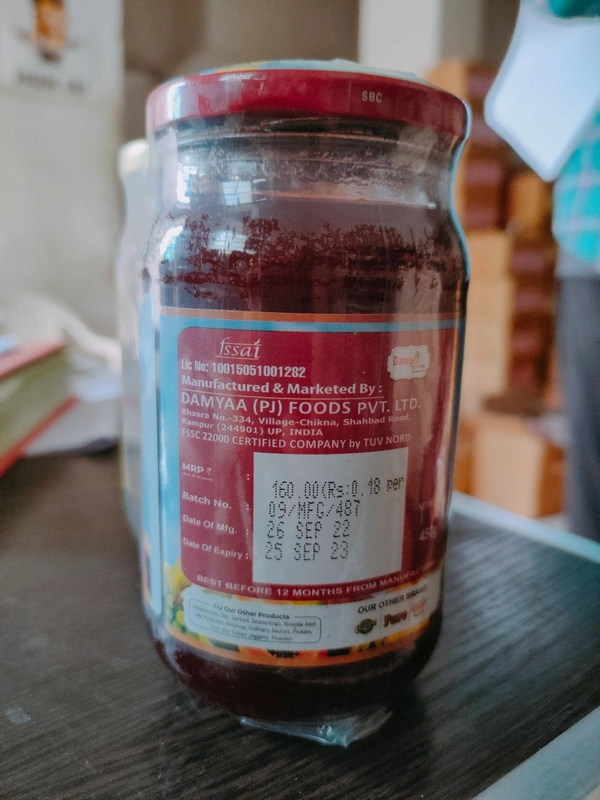 SBC
fssai
Lic No: 10015051001282
Manufactured & Marketed By :
DAMYAA (PJ) FOODS PVT. LTD.
Khasra No.-334, Village-Chikna, Shahbad Road,
Rampur (244901) UP, INDIA
FSSC 22000 CERTIFIED COMPANY by TUV NORD
MRP ₹ : 160.00(Rs:0.18 per
Batch No. : 09/MFG/487
Date Of Mfg. : 26 SEP 22
Date Of Expiry : 25 SEP 23
BEST BEFORE 12 MONTHS FROM
Try Our Other Products
OUR OTHER
Pure